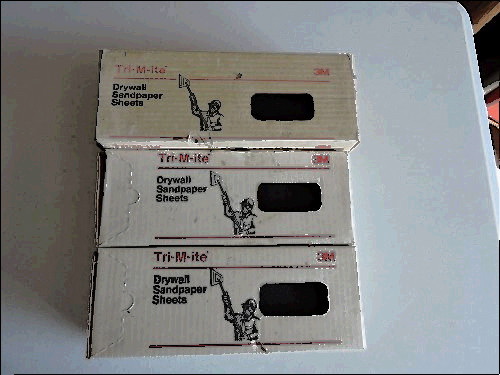 Tri-M-ite 3M
Drywall
Sandpaper
Sheets
Tri-M-ite 3M
Drywall
Sandpaper
Sheets
Tri-M-ite 3M
Drywall
Sandpaper
Sheets